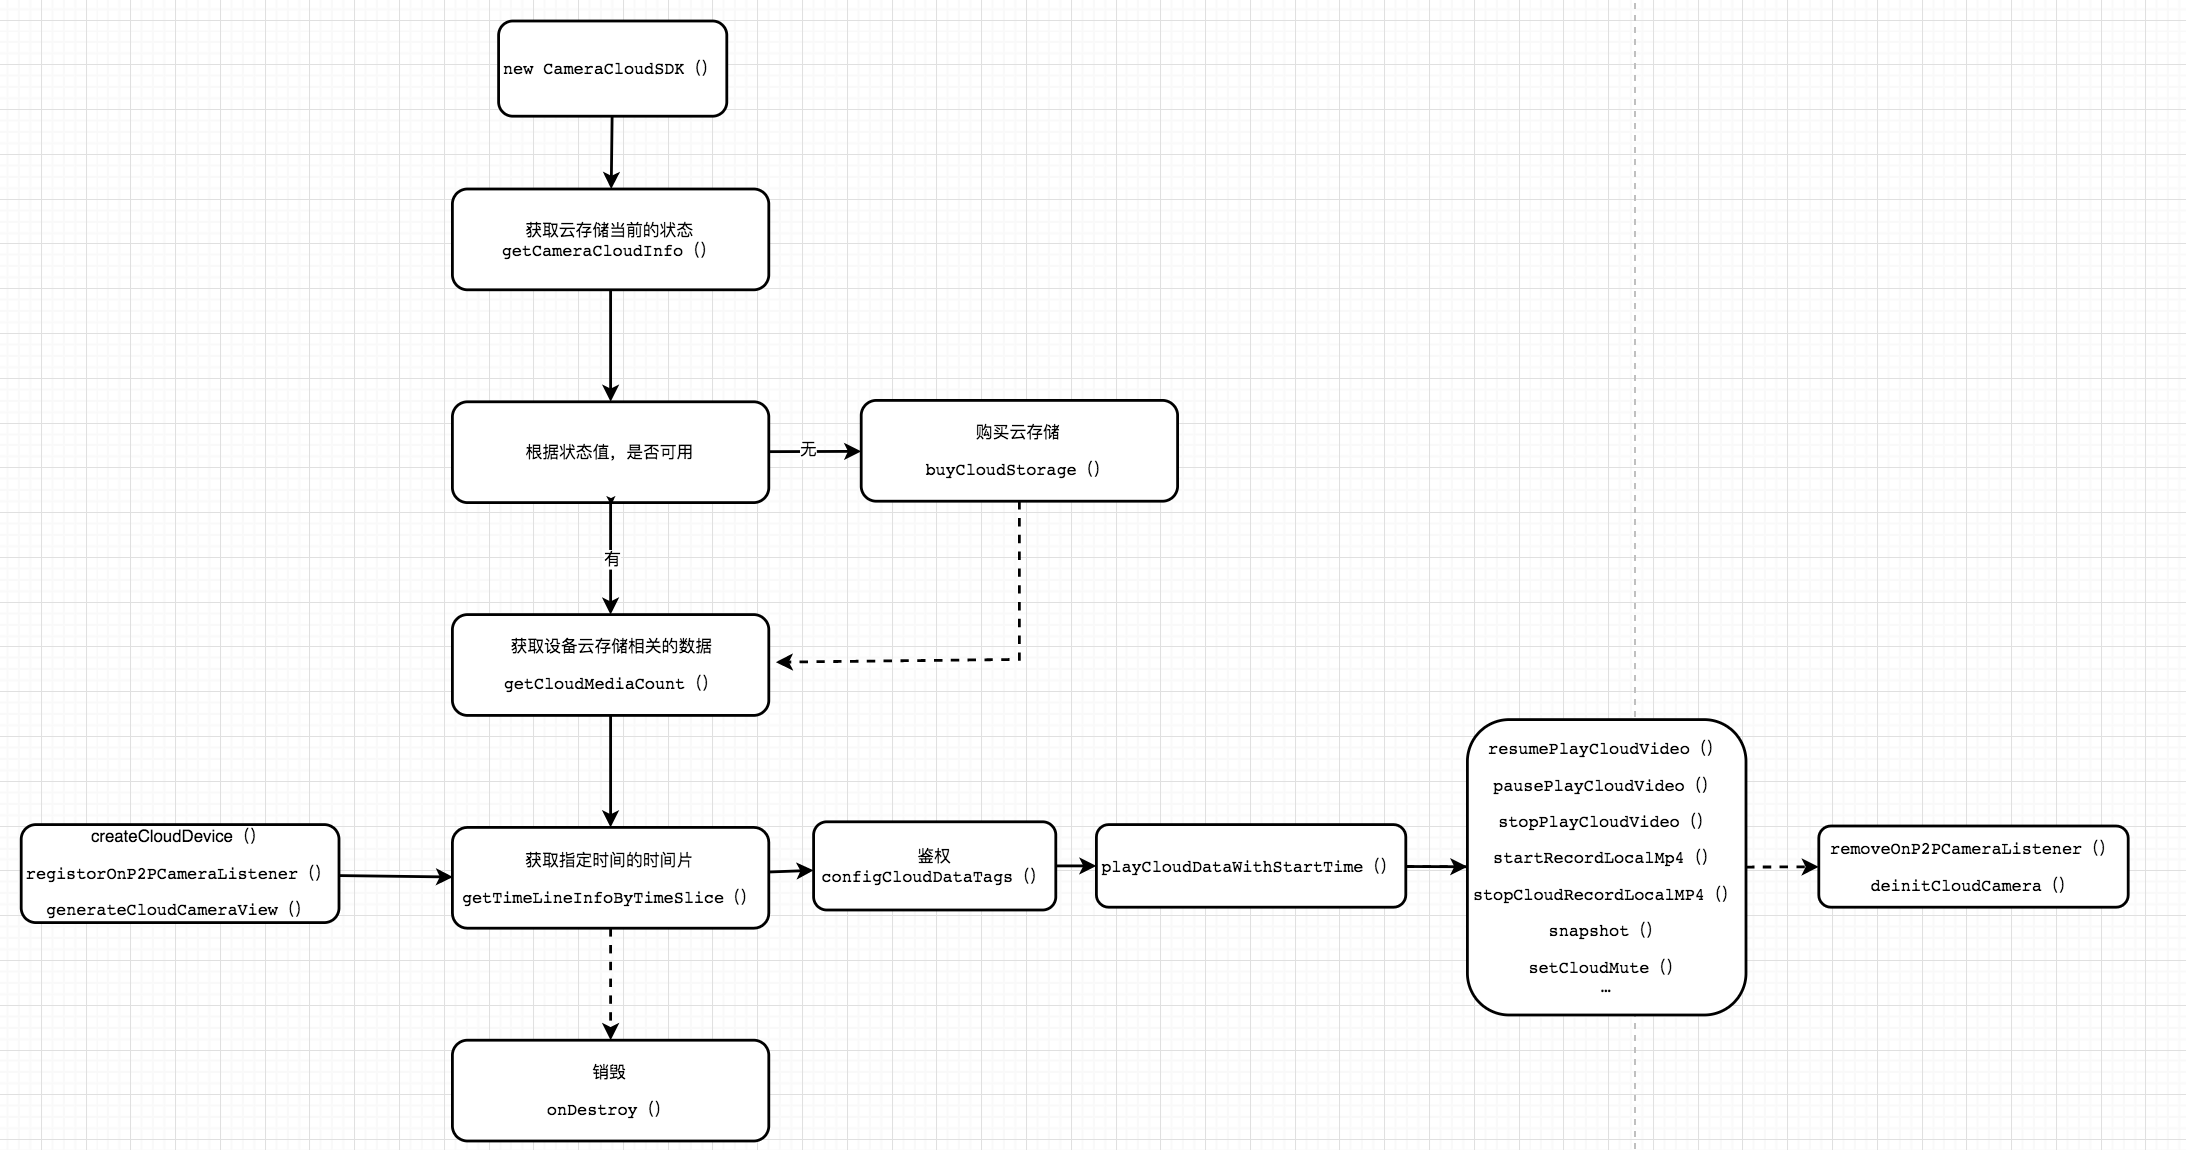 new CameraCloudSDK ()
获取云存储当前的状态
getCameraCloudInfo ()
根据状态值，是否可用
无
购买云存储
buyCloudStorage ()
有
获取设备云存储相关的数据
getCloudMediaCount ()
createCloudDevice ()
registorOnP2PCameraListener ()
generateCloudCameraView ()
获取指定时间的时间片
getTimeLineInfoByTimeSlice ()
鉴权
configCloudDataTags ()
playCloudDataWithStartTime ()
resumePlayCloudVideo ()
pausePlayCloudVideo ()
stopPlayCloudVideo ()
startRecordLocalMp4 ()
stopCloudRecordLocalMP4 ()
snapshot ()
setCloudMute ()
…
removeOnP2PCameraListener ()
deinitCloudCamera ()
销毁
onDestroy ()